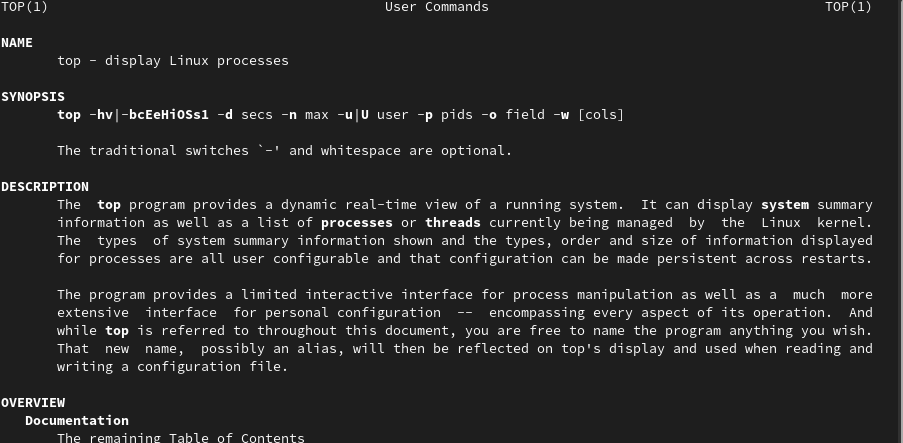 TOP(1) User Commands TOP(1)
NAME
top - display Linux processes
SYNOPSIS
top -hv|-bcEeHiOSs1 -d secs -n max -u|U user -p pids -o field -w [cols]
The traditional switches `-' and whitespace are optional.
DESCRIPTION
The top program provides a dynamic real-time view of a running system. It can display system summary
information as well as a list of processes or threads currently being managed by the Linux kernel.
The types of system summary information shown and the types, order and size of information displayed
for processes are all user configurable and that configuration can be made persistent across restarts.
The program provides a limited interactive interface for process manipulation as well as a much more
extensive interface for personal configuration -- encompassing every aspect of its operation. And
while top is referred to throughout this document, you are free to name the program anything you wish.
That new name, possibly an alias, will then be reflected on top's display and used when reading and
writing a configuration file.
OVERVIEW
Documentation
The remaining Table of Contents